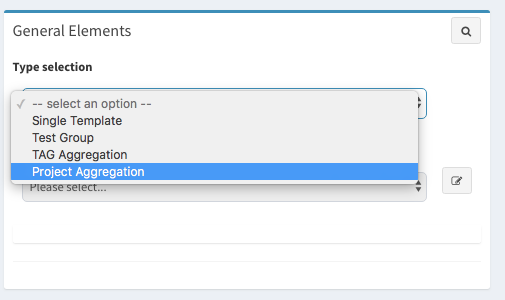 General Elements
Type selection
-- select an option --
Single Template
Test Group
TAG Aggregation
Project Aggregation
Please select...